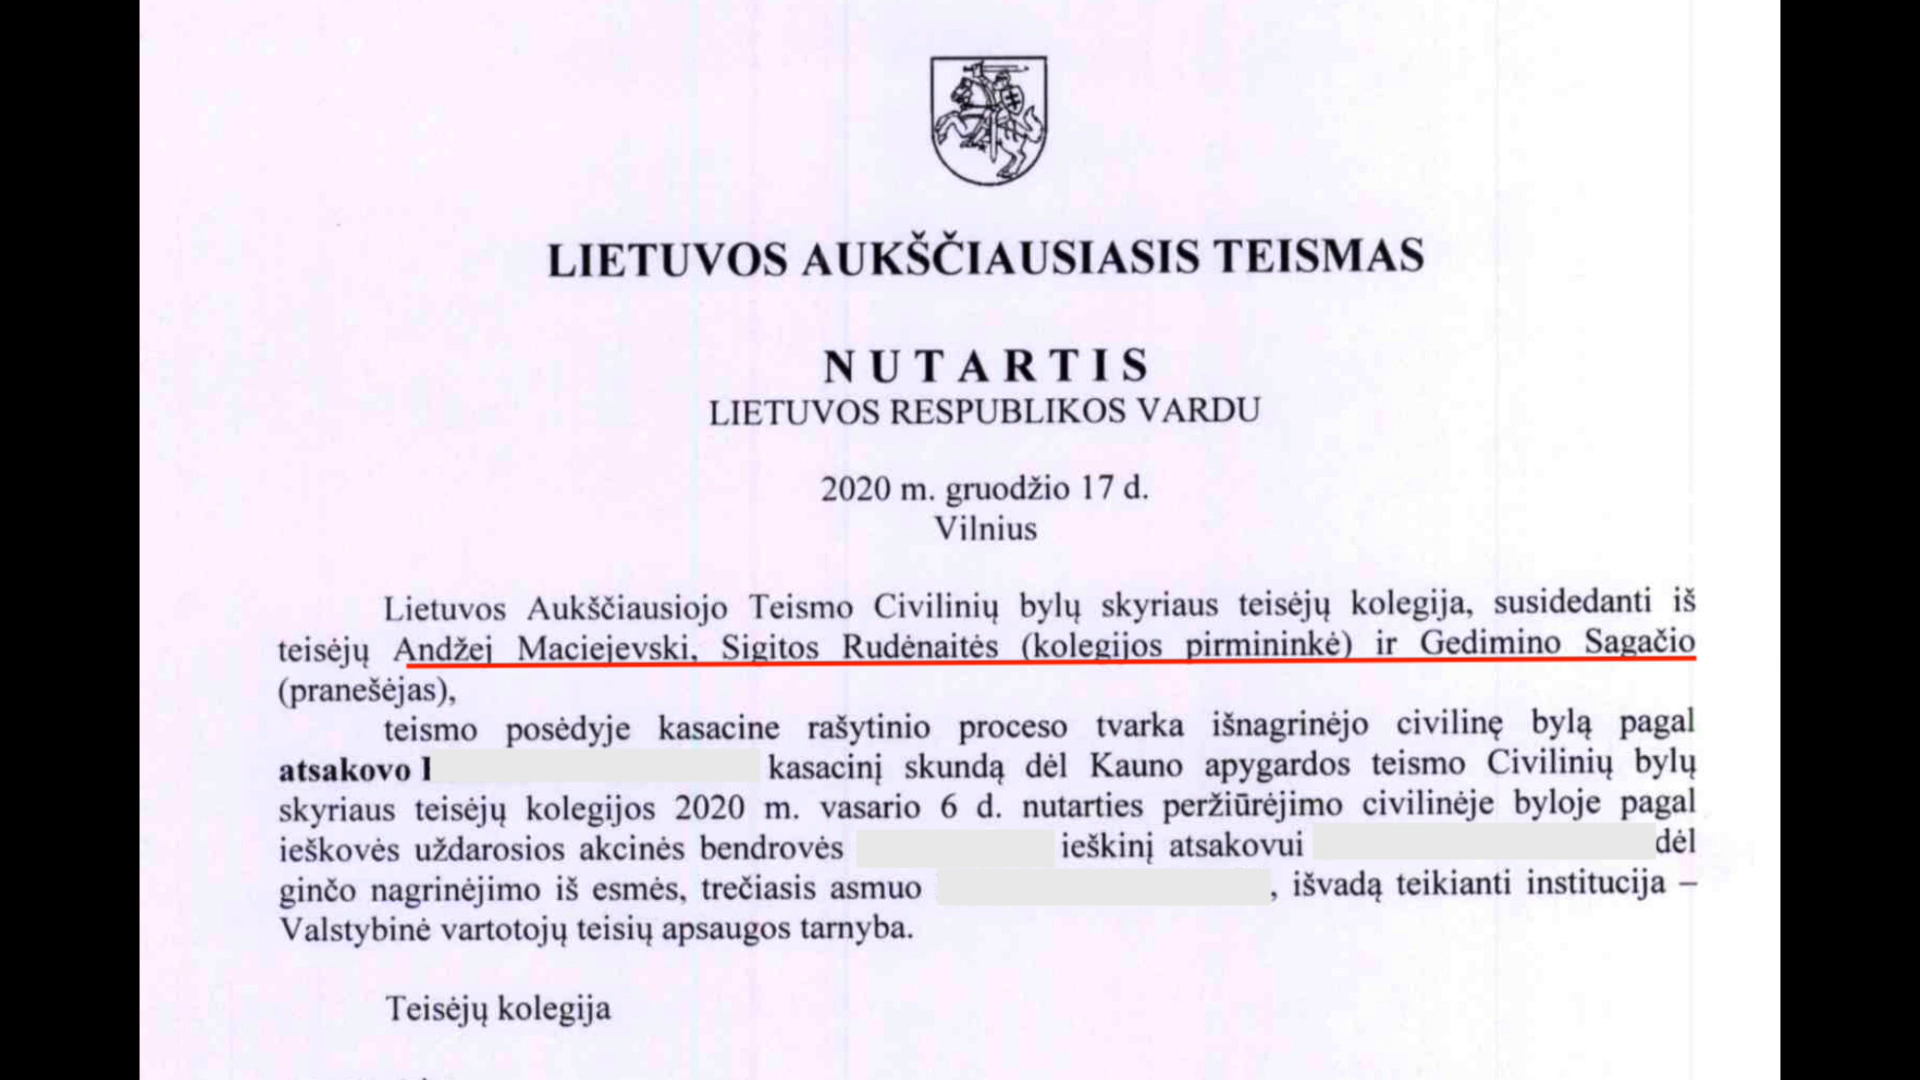 LIETUVOS AUKŠČIAUSIASIS TEISMAS
NUTARTIS
LIETUVOS RESPUBLIKOS VARDU
2020 m. gruodžio 17 d.
Vilnius
Lietuvos Aukščiausiojo Teismo Civilinių bylų skyriaus teisėjų kolegija, susidedanti iš
teisėjų Andžej Maciejevski, Sigitos Rudėnaitės (kolegijos pirmininkė) ir Gedimino Sagačio
(pranešėjas),
teismo posėdyje kasacine rašytinio proceso tvarka išnagrinėjo civilinę bylą pagal
atsakovo kasacinį skundą dėl Kauno apygardos teismo Civilinių bylų
skyriaus teisėjų kolegijos 2020 m. vasario 6 d. nutarties peržiūrėjimo civilinėje byloje pagal
ieškovės uždarosios akcinės bendrovės ieškinį atsakovui dėl
ginčo nagrinėjimo iš esmės, trečiasis asmuo , išvadą teikianti institucija –
Valstybinė vartotojų teisių apsaugos tarnyba.
Teisėjų kolegija